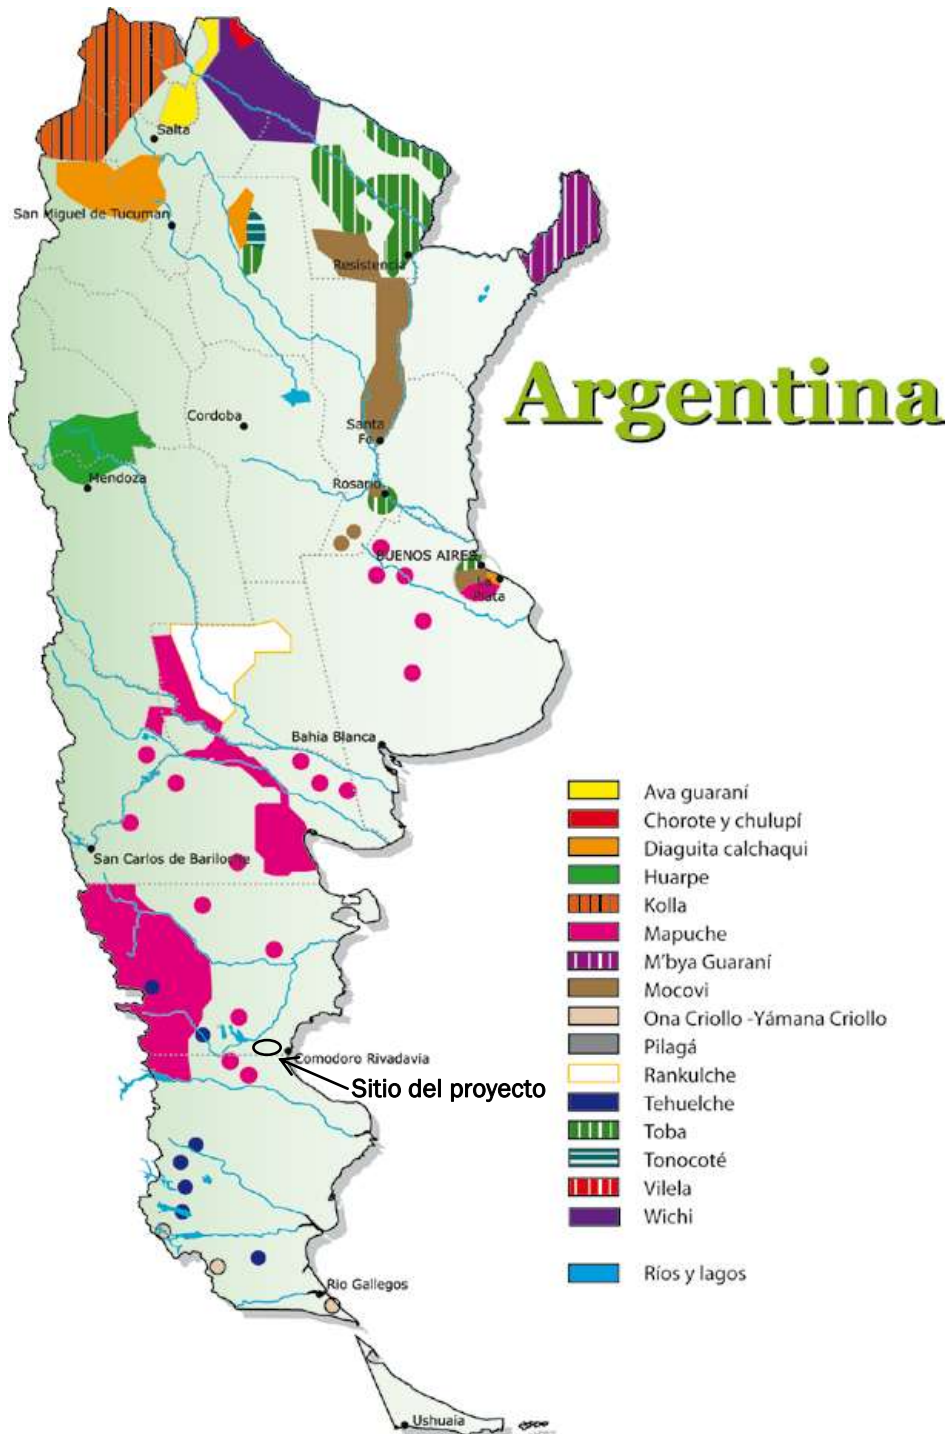 Salta
San Miguel de Tucuman
Resistencia
Argentina
Cordoba
Santa
Fe
Mendoza
Rosario
BUENOS AIRES
La
Plata
Bahia Blanca
San Carlos de Bariloche
Comodoro Rivadavia
Sitio del proyecto
Rio Gallegos
Ushuaia
Ava guaraní
Chorote y chulupí
Diaguita calchaqui
Huarpe
Kolla
Mapuche
M'bya Guaraní
Mocovi
Ona Criollo -Yámana Criollo
Pilagá
Rankulche
Tehuelche
Toba
Tonocoté
Vilela
Wichi
Ríos y lagos